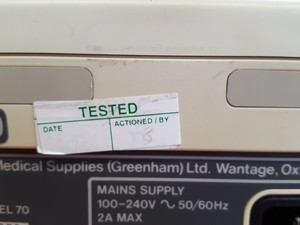 TESTED
DATE
ACTIONED / BY
Medical Supplies (Greenham) Ltd. Wantage, Ox
MAINS SUPPLY
100-240V ∿ 50/60Hz
EL 70
2A MAX